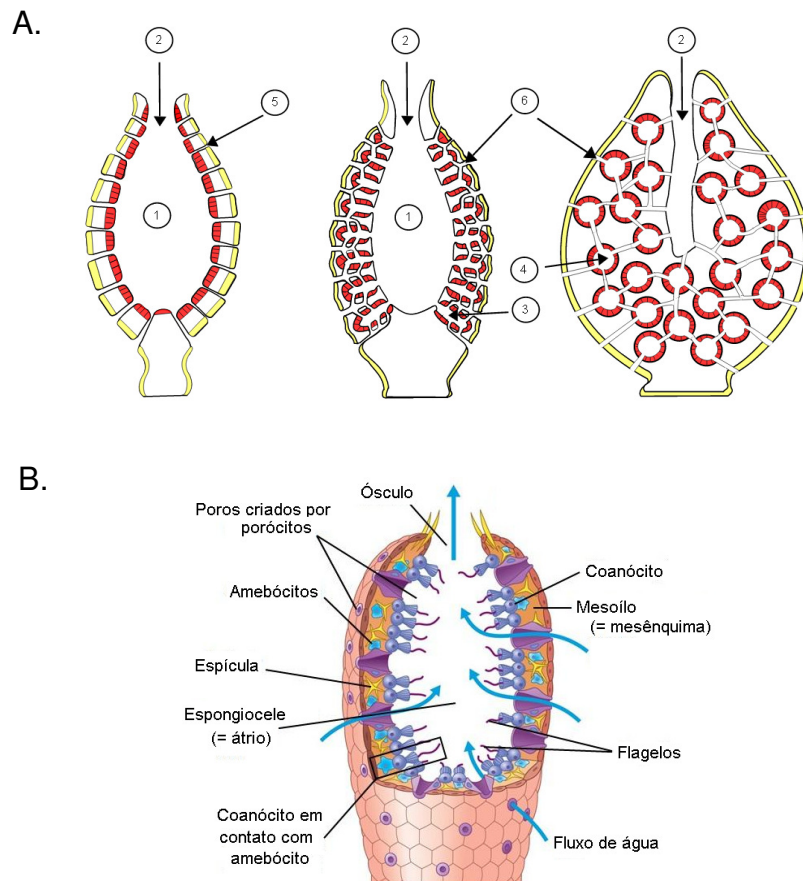 A.
2
2
2
5
6
1
1
4
3
B.
Ósculo
Poros criados por
porócitos
Coanócito
Amebócitos
Mesoílo
(= mesênquima)
Espícula
Espongiocele
(= átrio)
Flagelos
Coanócito em
contato com
amebócito
Fluxo de água